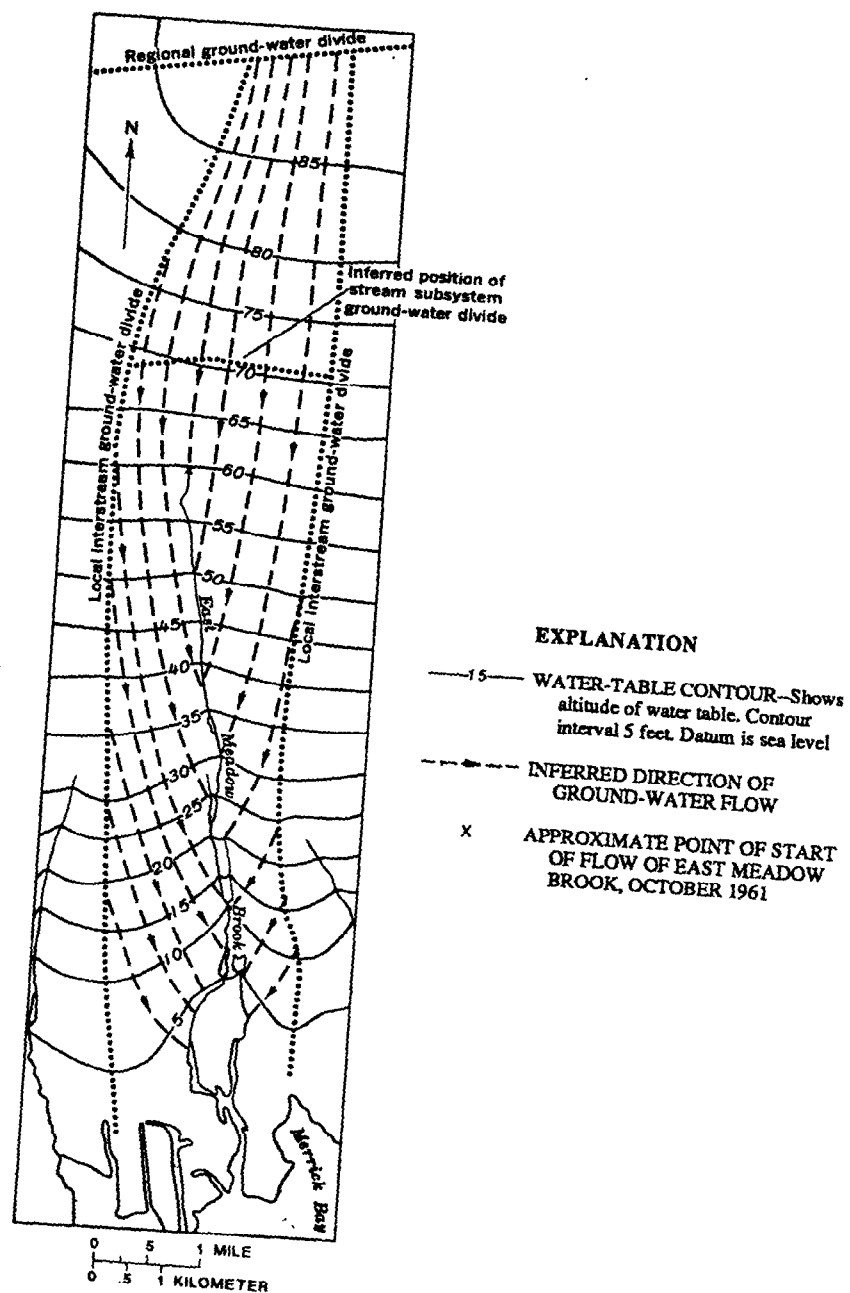 Regional ground-water divide
N
85
80
Inferred position of
stream subsystem
ground-water divide
75
70
Local interstream ground-water divide
Local interstream ground-water divide
65
60
55
50
East
45
40
35
Meadow
30
25
20
15
Brook
10
5
Merrick Bay
0 5 1 MILE
0 .5 1 KILOMETER
EXPLANATION
15 WATER-TABLE CONTOUR—Shows
altitude of water table. Contour
interval 5 feet. Datum is sea level
INFERRED DIRECTION OF
GROUND-WATER FLOW
X APPROXIMATE POINT OF START
OF FLOW OF EAST MEADOW
BROOK, OCTOBER 1961